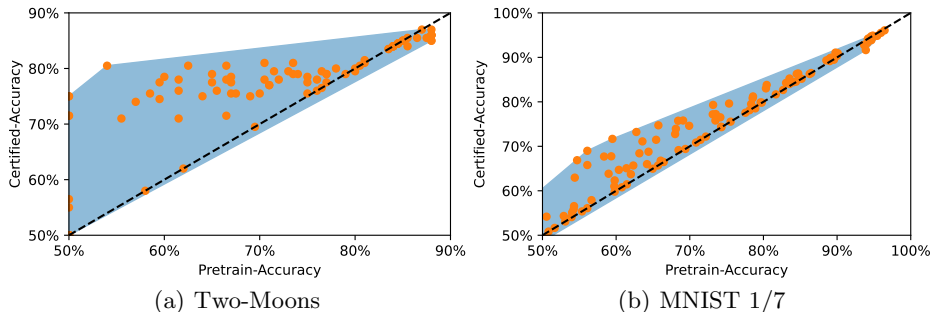 90%
80%
70%
60%
50%
Certified-Accuracy
50% 60% 70% 80% 90%
Pretrain-Accuracy
(a) Two-Moons
100%
90%
80%
70%
60%
50%
Certified-Accuracy
50% 60% 70% 80% 90% 100%
Pretrain-Accuracy
(b) MNIST 1/7